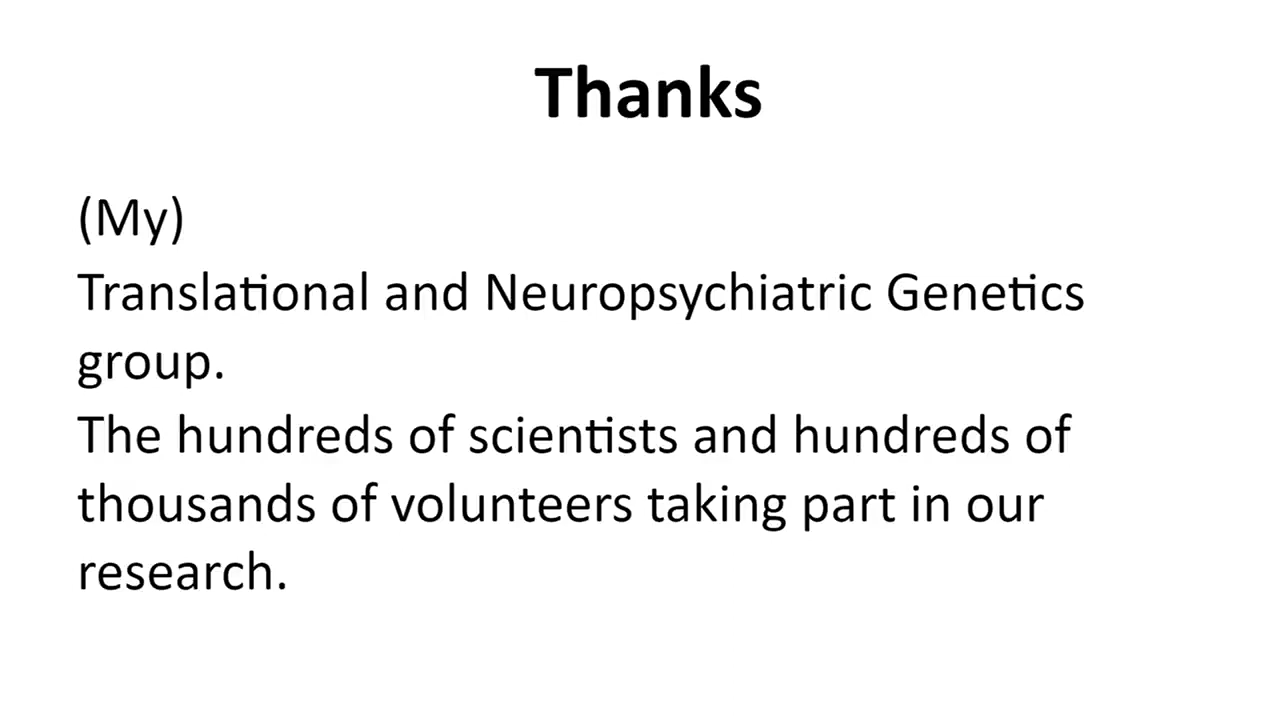 Thanks
(My)
Translational and Neuropsychiatric Genetics
group.
The hundreds of scientists and hundreds of
thousands of volunteers taking part in our
research.